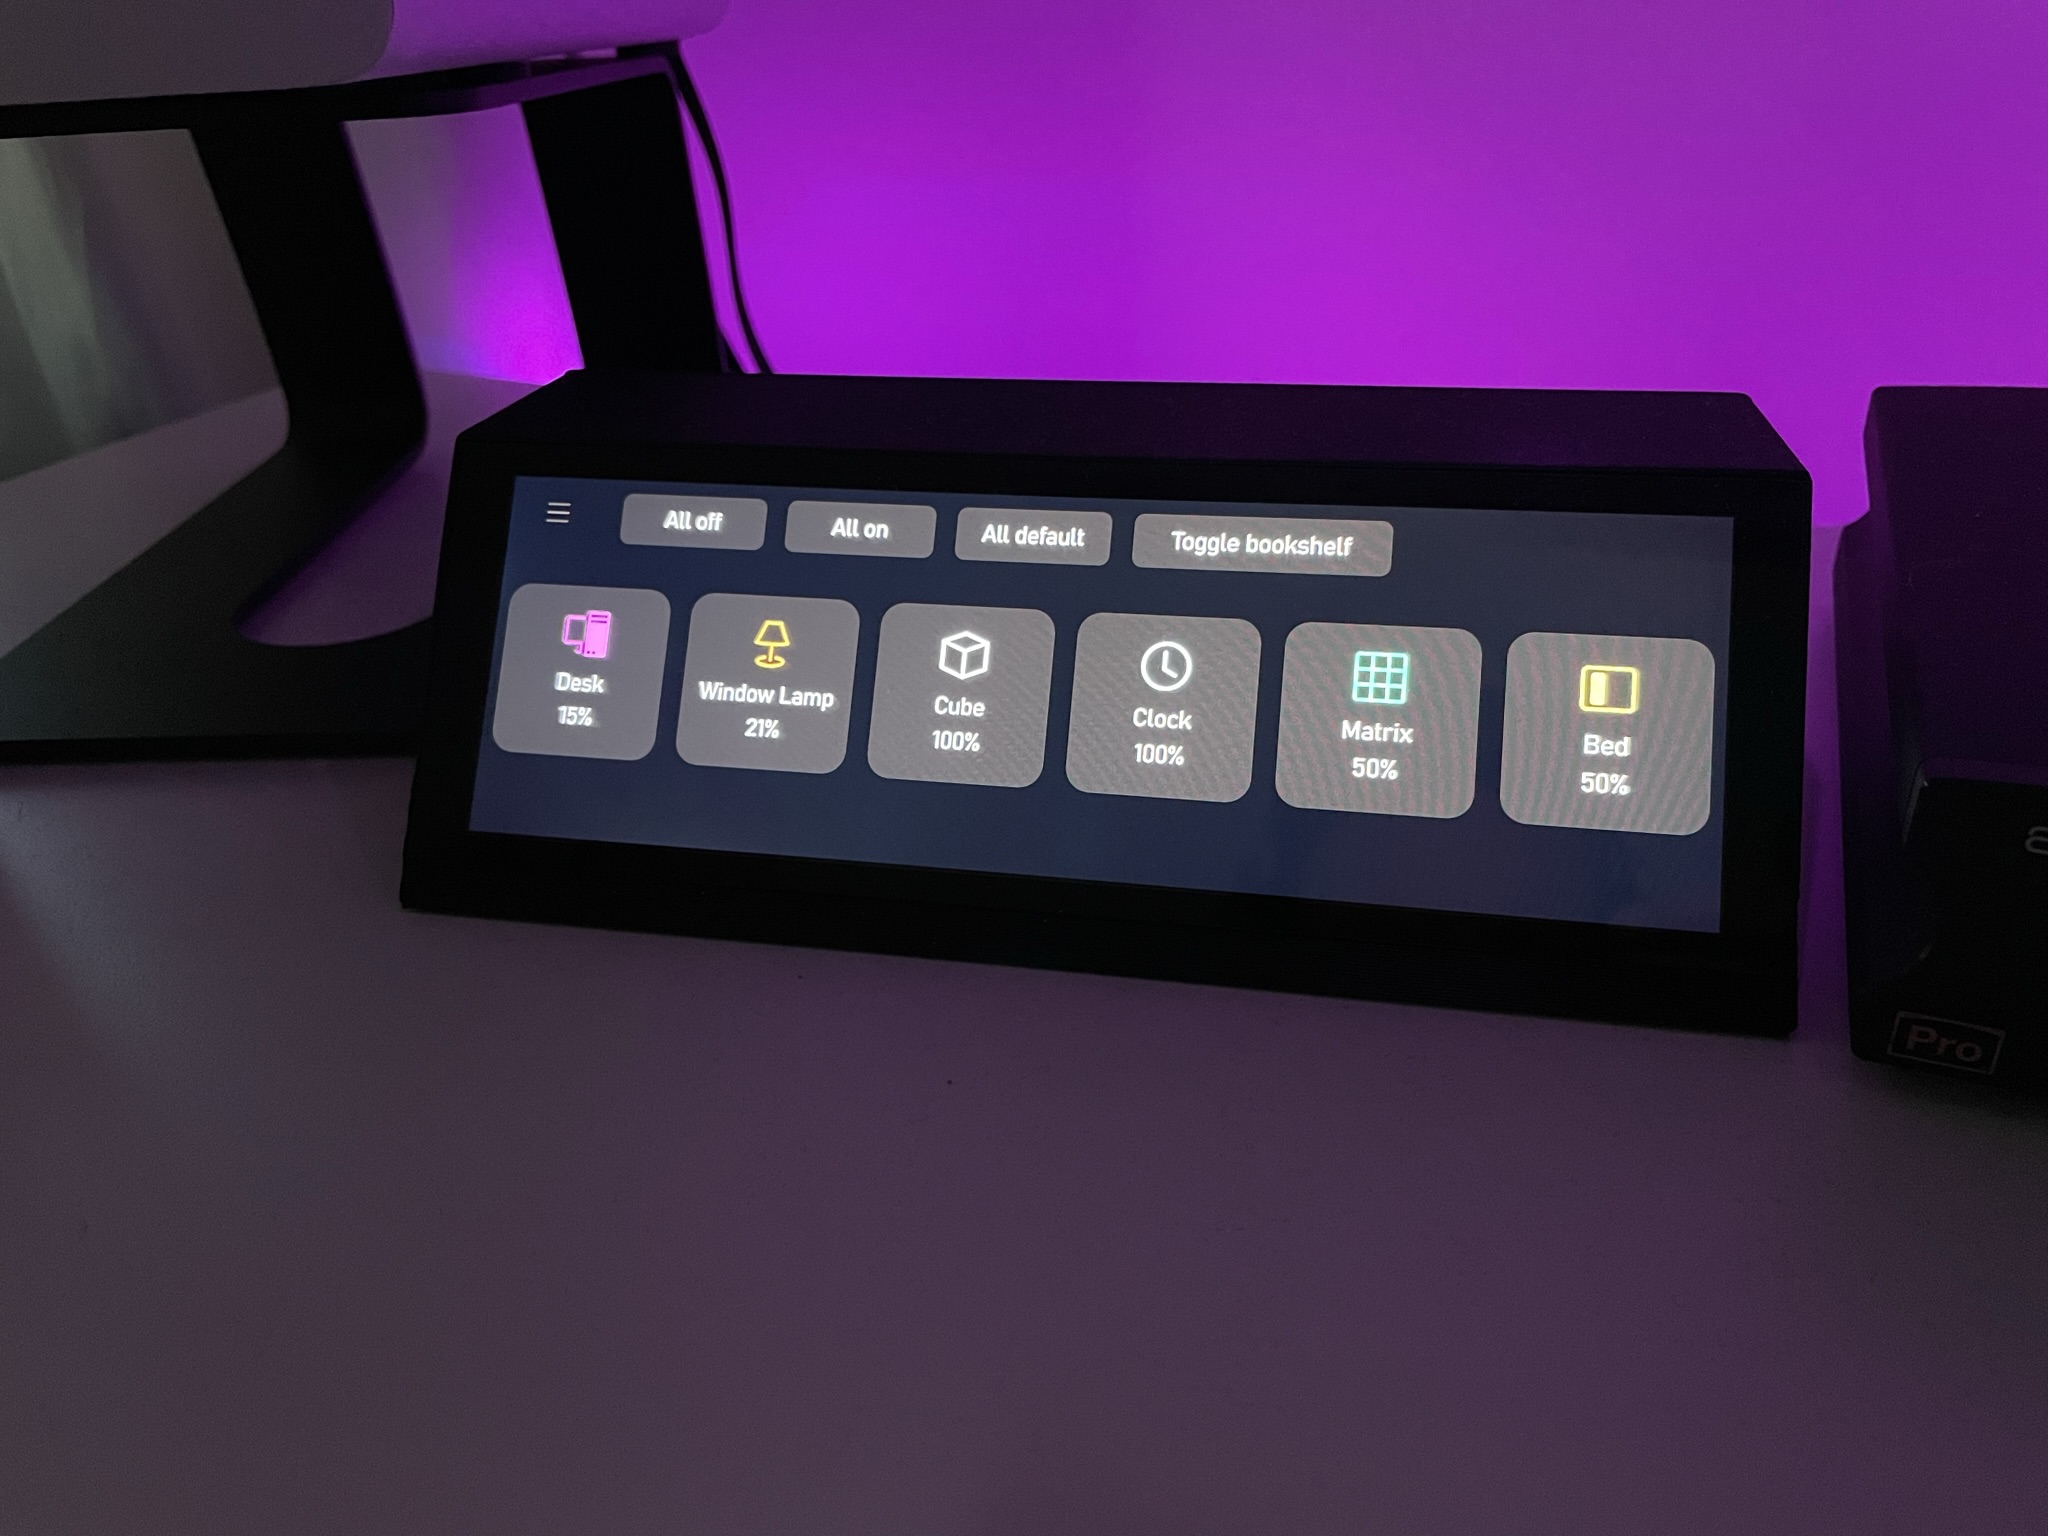 All off
All on
All default
Toggle bookshelf
Desk
15%
Window Lamp
21%
Cube
100%
Clock
100%
Matrix
50%
Bed
50%
Pro